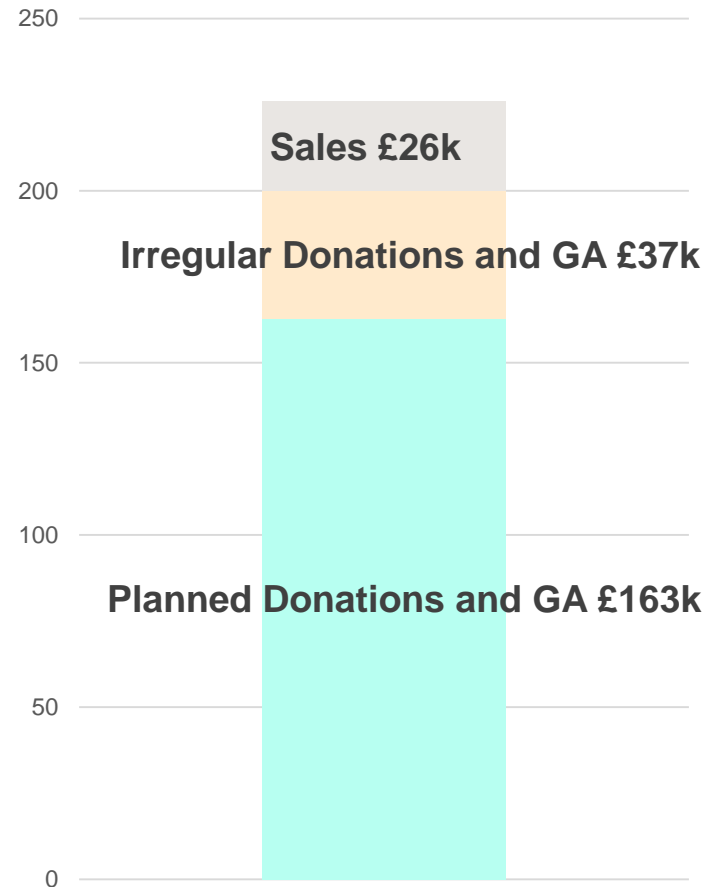 250
Sales £26k
200
Irregular Donations and GA £37k
150
100
Planned Donations and GA £163k
50
0